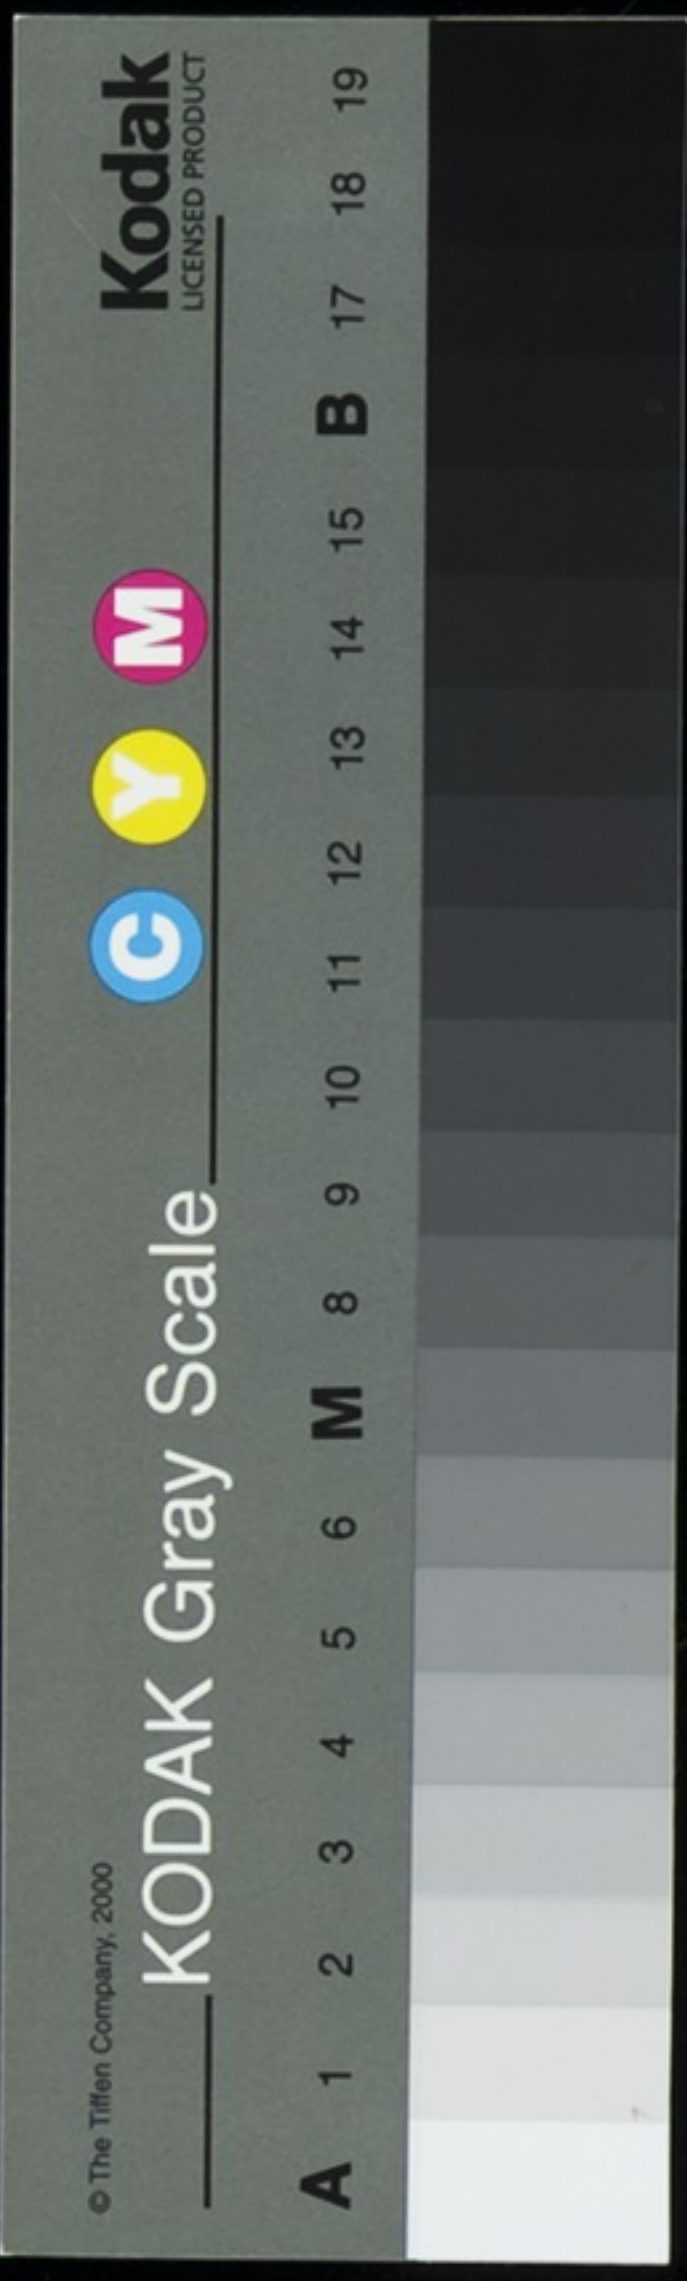 © The Tiffen Company, 2000
KODAK Gray Scale
C Y M
Kodak
LICENSED PRODUCT
A 1 2 3 4 5 6 M 8 9 10 11 12 13 14 15 B 17 18 19